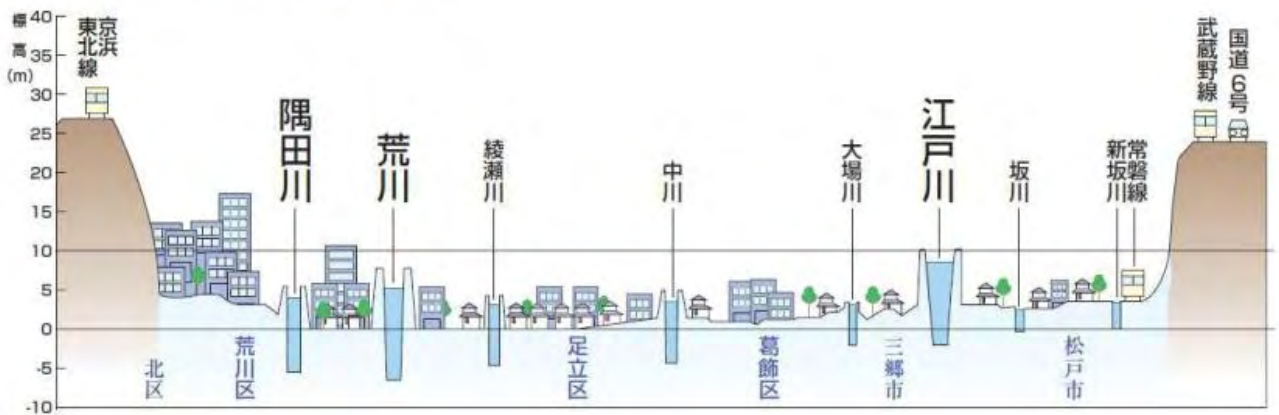 標高(m)
40
35
30
25
20
15
10
5
0
-5
-10
京浜東北線
隅田川
荒川
綾瀬川
中川
大場川
江戸川
坂川
新坂川
常磐線
武蔵野線
国道6号
北区
荒川区
足立区
葛飾区
三郷市
松戸市